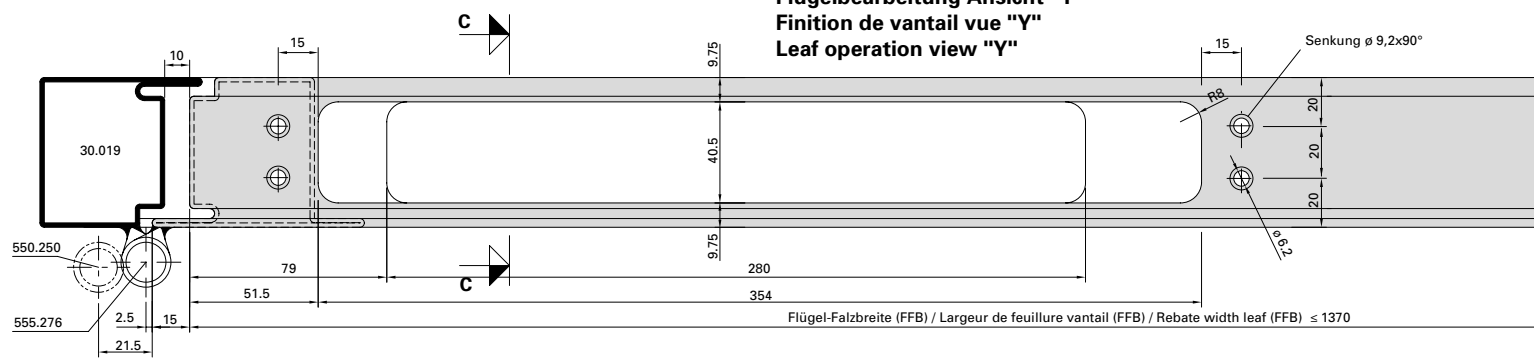 Flügelbearbeitung Ansicht "Y"
Finition de vantail vue "Y"
Leaf operation view "Y"
C
15
9.75
15
Senkung ø 9,2x90°
10
R8
20
30.019
40.5
20
20
550.250
9.75
ø 6.2
79
C
280
51.5
354
555.276
2.5
15
Flügel-Falzbreite (FFB) / Largeur de feuillure vantail (FFB) / Rebate width leaf (FFB) ≤ 1370
21.5